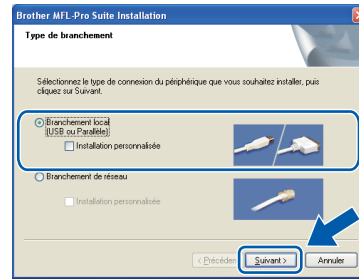 Brother MFL-Pro Suite Installation
Type de branchement
Sélectionnez le type de connexion du périphérique que vous souhaitez installer, puis
cliquez sur Suivant.
Branchement local
(USB ou Parallèle)
Installation personnalisée
Branchement de réseau
Installation personnalisée
< Précéden
Suivant >
Annuler